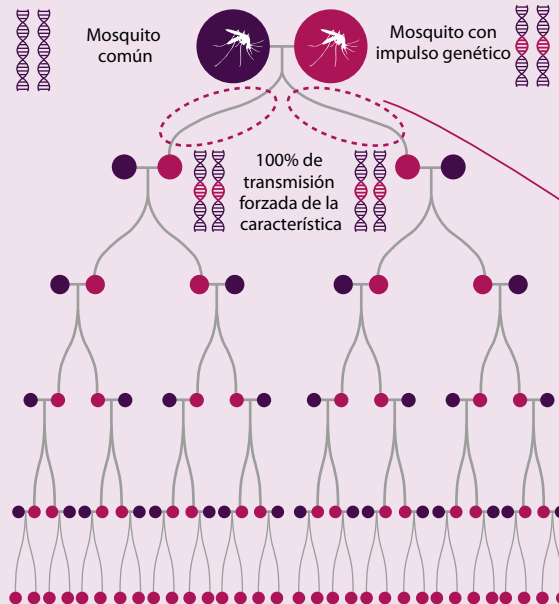 Mosquito
común
Mosquito con
impulso genético
100% de
transmisión
forzada de la
característica